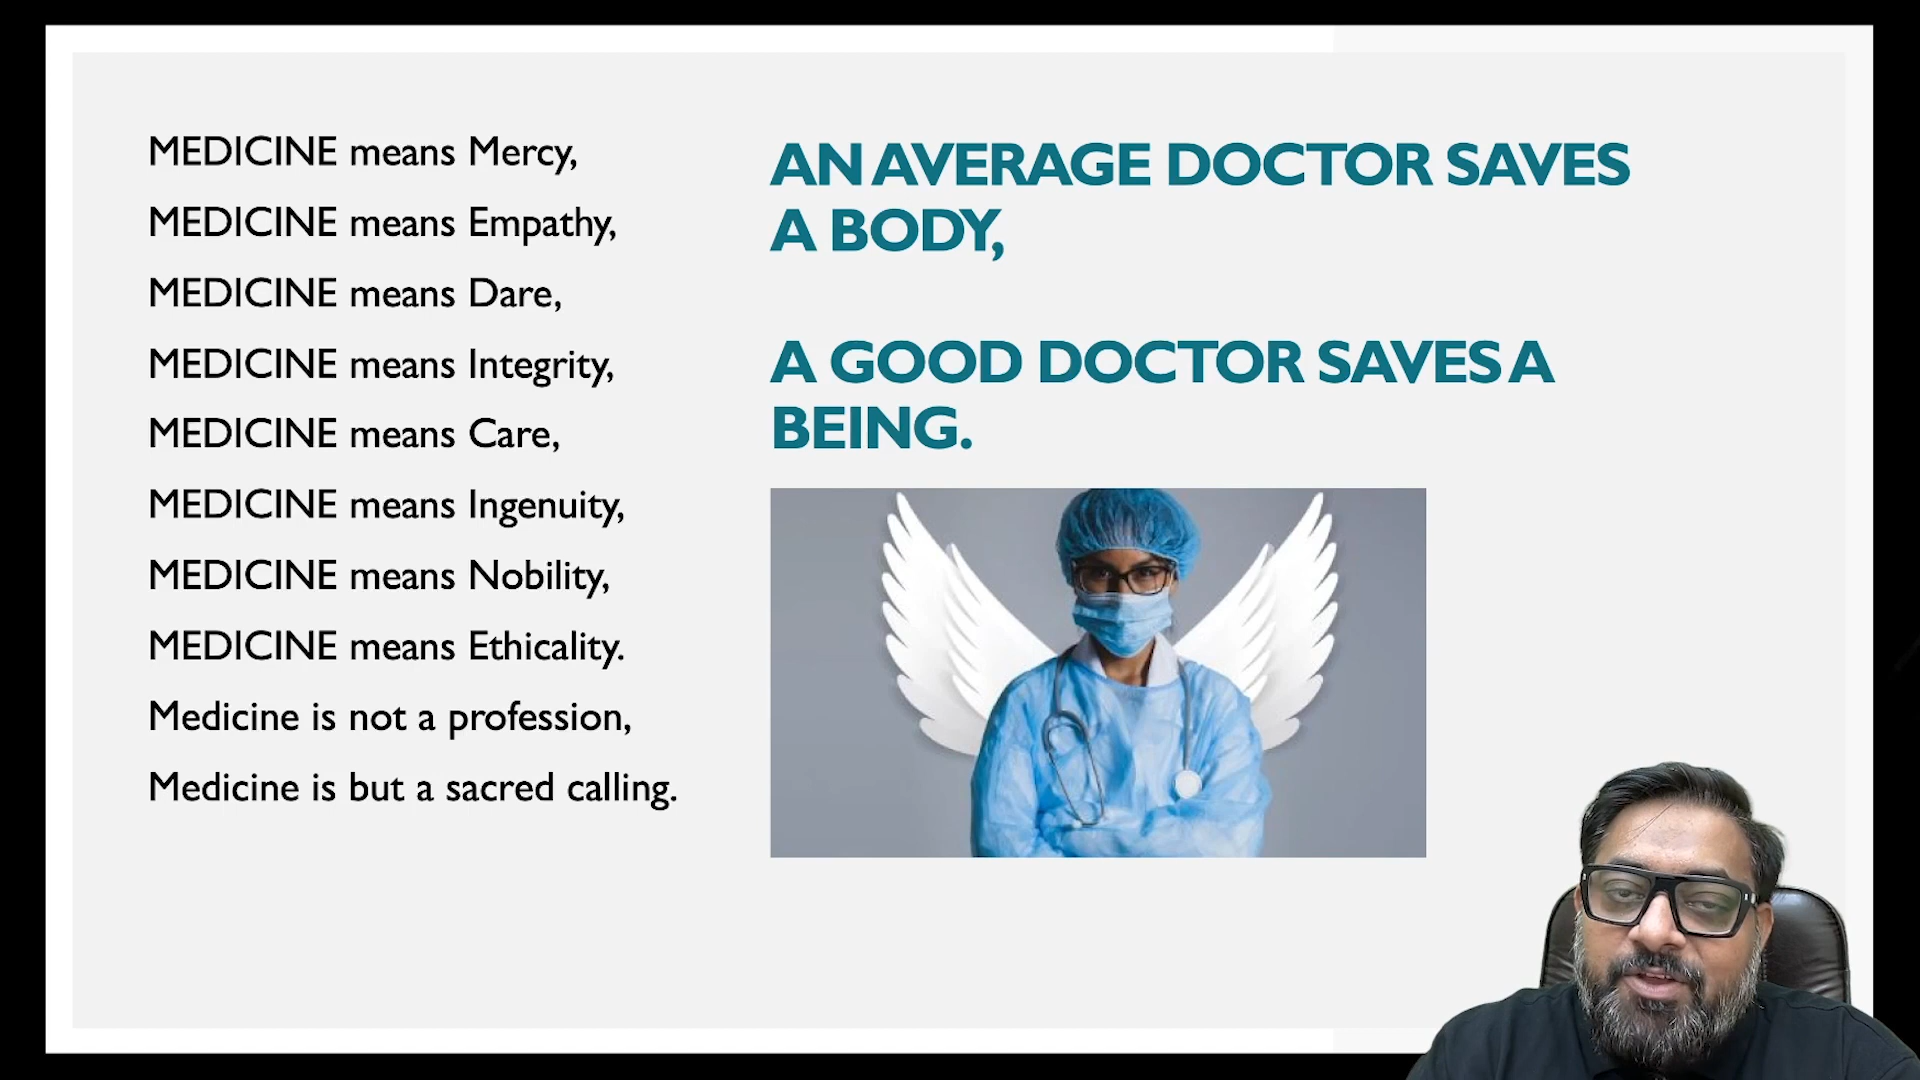 MEDICINE means Mercy,
MEDICINE means Empathy,
MEDICINE means Dare,
MEDICINE means Integrity,
MEDICINE means Care,
MEDICINE means Ingenuity,
MEDICINE means Nobility,
MEDICINE means Ethicality.
Medicine is not a profession,
Medicine is but a sacred calling.
AN AVERAGE DOCTOR SAVES
A BODY,
A GOOD DOCTOR SAVES A
BEING.